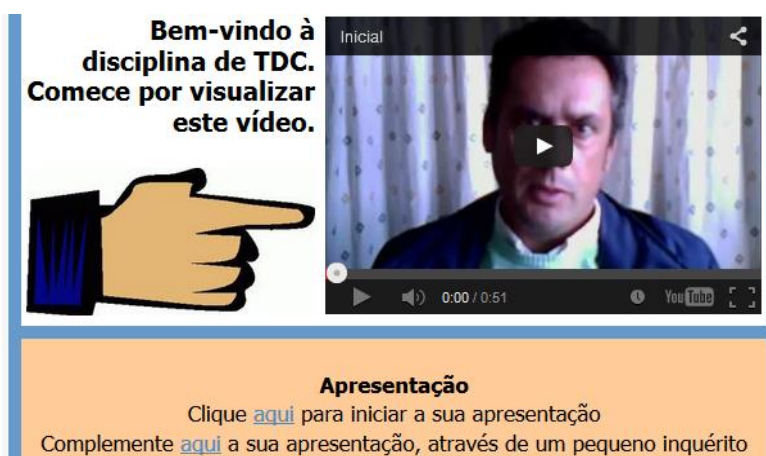 Bem-vindo à
disciplina de TDC.
Comece por visualizar
este vídeo.
Inicial
0:00 / 0:51
YouTube
Apresentação
Clique aqui para iniciar a sua apresentação
Complemente aqui a sua apresentação, através de um pequeno inquérito